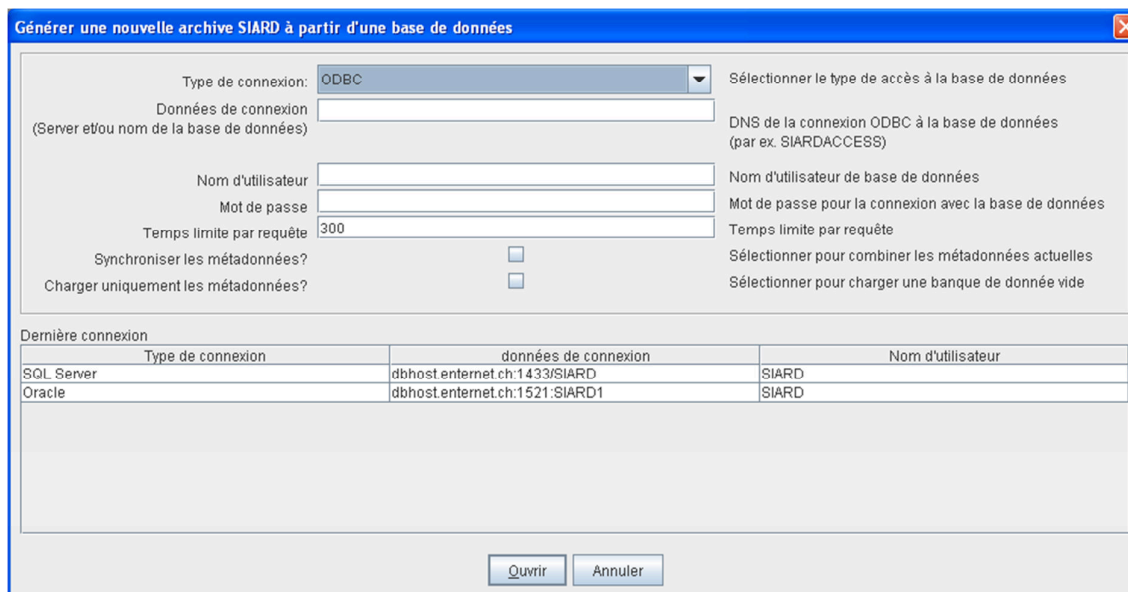 Générer une nouvelle archive SIARD à partir d'une base de données
Type de connexion: ODBC Sélectionner le type de accès à la base de données
Données de connexion
(Server et/ou nom de la base de données)
DNS de la connexion ODBC à la base de données
(par ex. SIARDACCESS)
Nom d'utilisateur Nom d'utilisateur de base de données
Mot de passe Mot de passe pour la connexion avec la base de données
Temps limite par requête 300 Temps limite par requête
Synchroniser les métadonnées? Sélectionner pour combiner les métadonnées actuelles
Charger uniquement les métadonnées? Sélectionner pour charger une banque de donnée vide
Dernière connexion
Type de connexion données de connexion Nom d'utilisateur
SQL Server dbhost.enternet.ch:1433/SIARD SIARD
Oracle dbhost.enternet.ch:1521:SIARD1 SIARD
Ouvrir Annuler